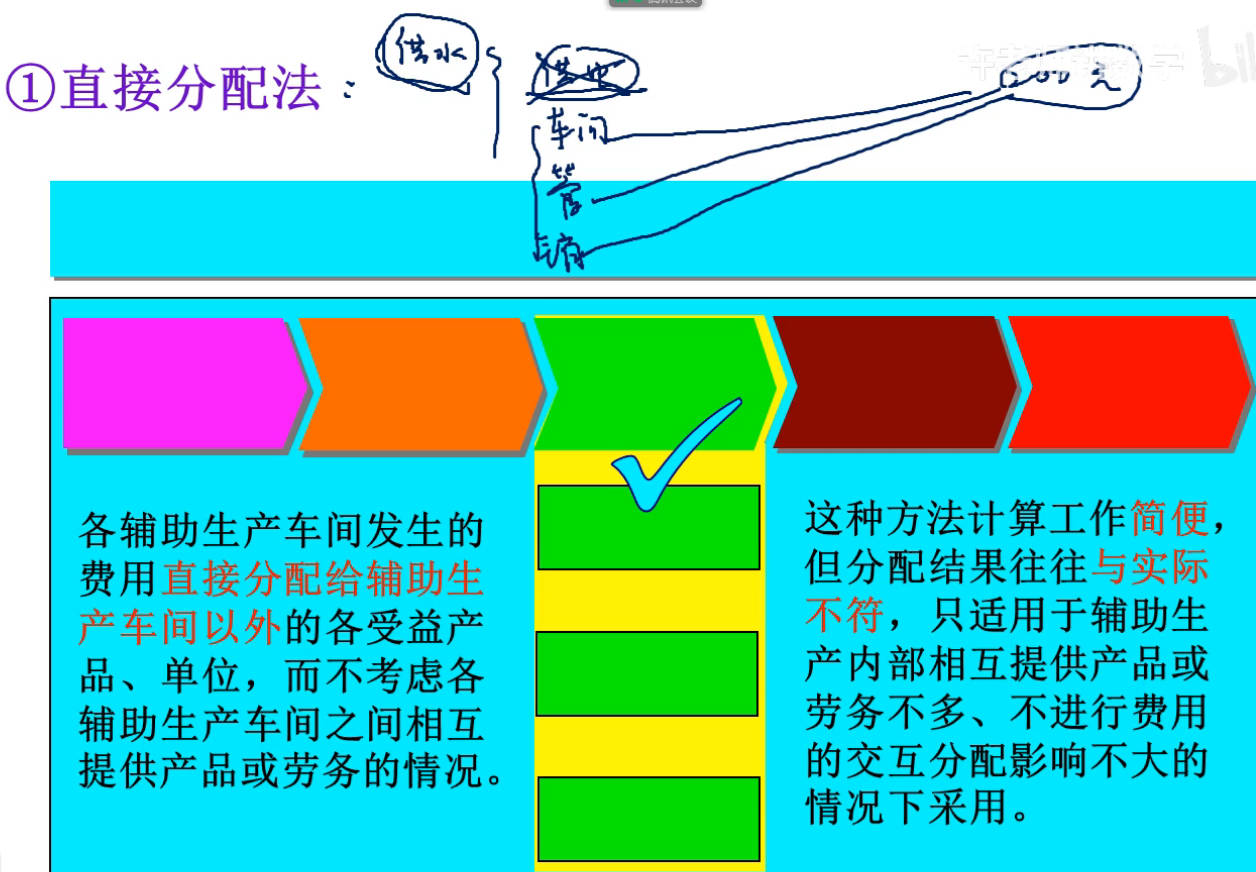 ①直接分配法：
供水
供电
车间
管
销
各辅助生产车间发生的
费用直接分配给辅助生
产车间以外的各受益产
品、单位，而不考虑各
辅助生产车间之间相互
提供产品或劳务的情况。
这种方法计算工作简便，
但分配结果往往与实际
不符，只适用于辅助生
产内部相互提供产品或
劳务不多、不进行费用
的交互分配影响不大的
情况下采用。